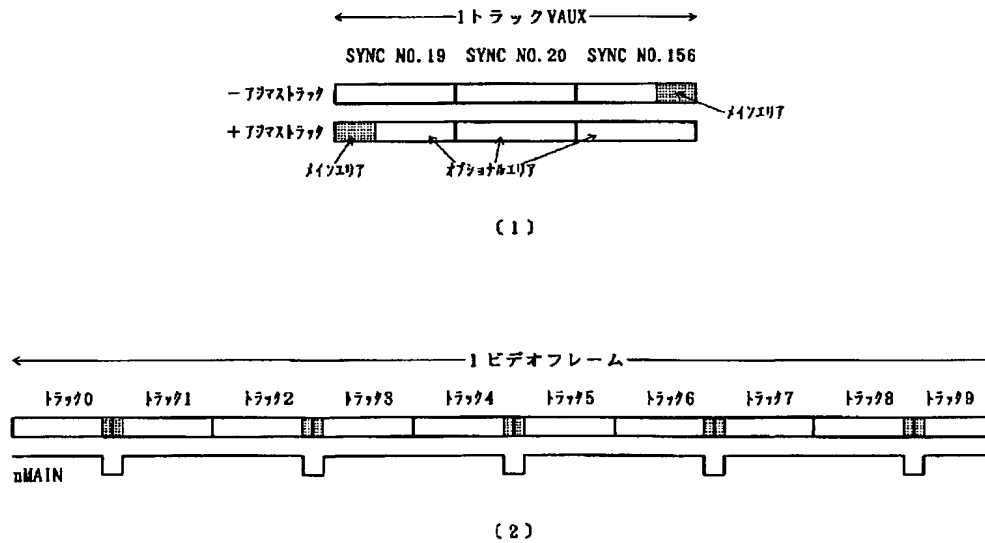 1トラックVAUX
SYNC NO.19 SYNC NO.20 SYNC NO.156
−アジマストラック
メインエリア
+アジマストラック
メインエリア
オプショナルエリア
(1)
1ビデオフレーム
トラック0 トラック1 トラック2 トラック3 トラック4 トラック5 トラック6 トラック7 トラック8 トラック9
nMAIN
(2)